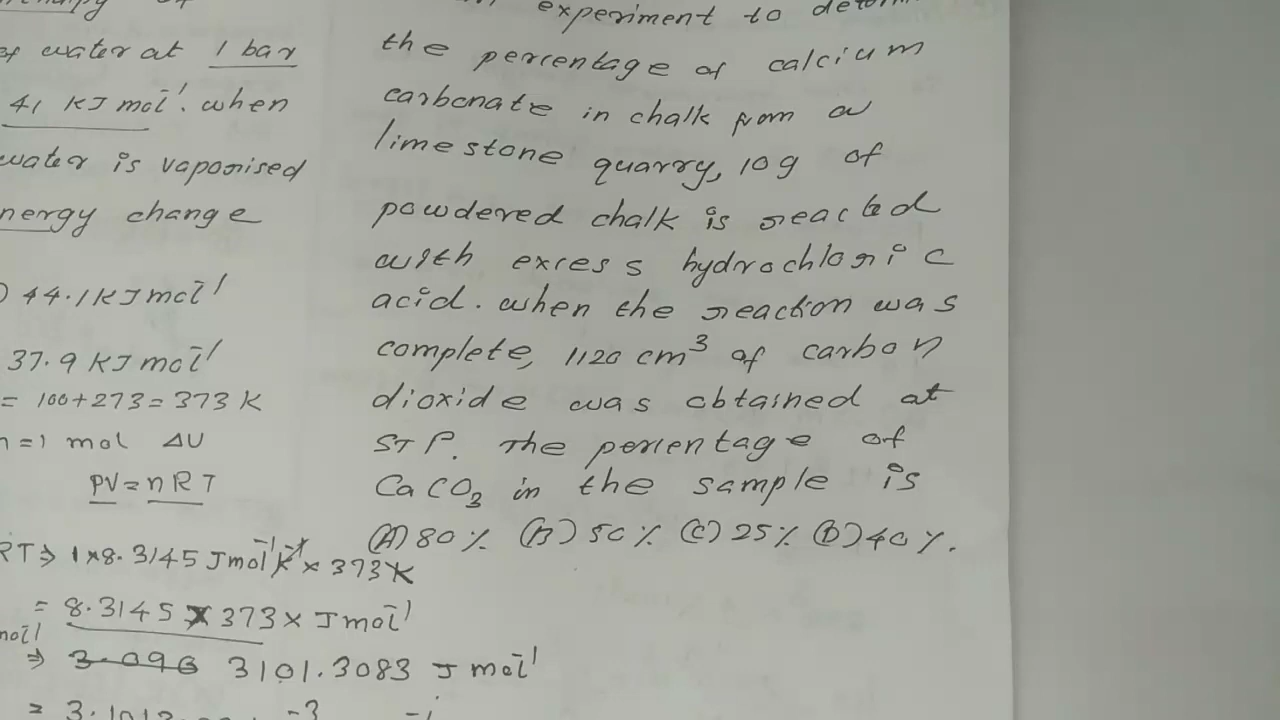 of water at 1 bar
41 KJ mol⁻¹. when
water is vaporised
nergy change
) 44.1 KJ mol⁻¹
37.9 KJ mol⁻¹
= 100+273 = 373 K
n = 1 mol ΔU
PV = nRT
RT ⇒ 1×8.3145 Jmol⁻¹K⁻¹ × 373K
= 8.3145 × 373 × J mol⁻¹
mol⁻¹
⇒ 3.096 3101.3083 J mol⁻¹
experiment to
the percentage of calcium
carbonate in chalk from a
limestone quarry, 10g of
powdered chalk is reacted
with excess hydrochloric
acid. when the reaction was
complete, 1120 cm³ of carbon
dioxide was obtained at
STP. The percentage of
CaCO₃ in the sample is
(A) 80% (B) 50% (C) 25% (D) 40%.